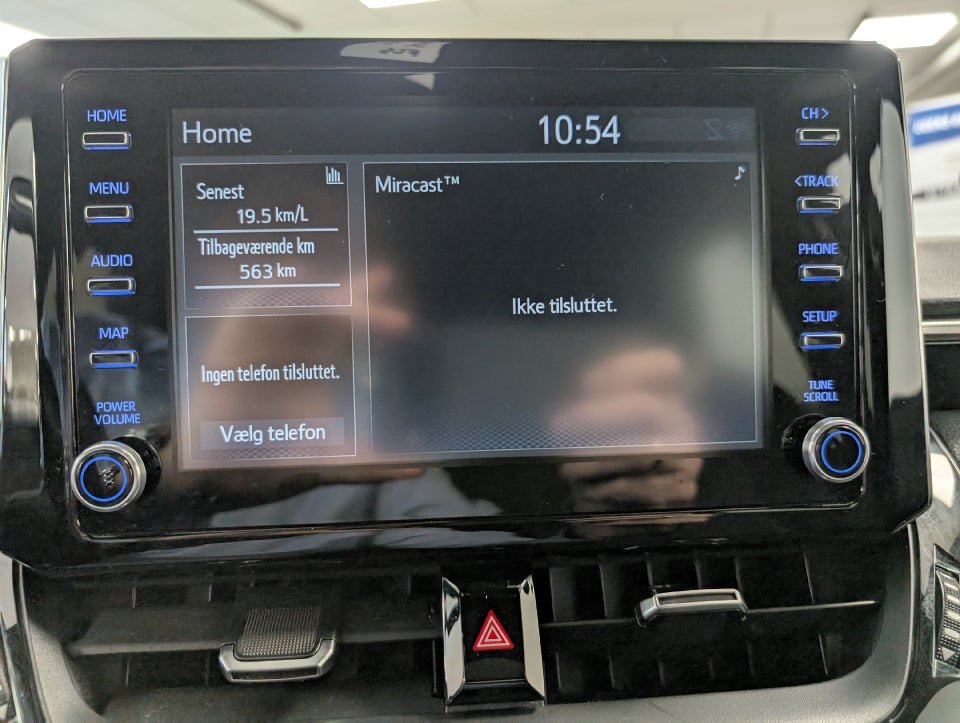 HOME
MENU
AUDIO
MAP
POWER
VOLUME
Home
10:54
Senest
19.5 km/L
Tilbageværende km
563 km
Ingen telefon tilsluttet.
Vælg telefon
Miracast™
Ikke tilsluttet.
CH >
<TRACK
PHONE
SETUP
TUNE
SCROLL